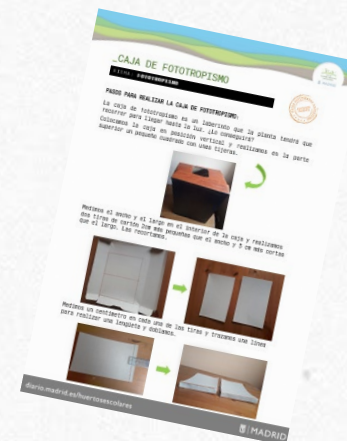 _CAJA DE FOTOTROPISMO
FOTOTROPISMO
PASOS PARA REALIZAR LA CAJA DE FOTOTROPISMO:
La caja de fototropismo es un laberinto que la planta tendrá que
recorrer para llegar hasta la luz. ¿Lo conseguirá?
Colocamos la caja en posición vertical y realizamos en la parte
superior un pequeño cuadrado con unas tijeras.
Medimos el ancho y el largo en el interior de la caja y realizamos
dos tiras de cartón 2cm más pequeñas que el ancho y 5 cm más cortas
que el largo. Las recortamos.
Medimos un centímetro en cada una de las tiras y trazamos una línea
para realizar una lengüeta y doblamos.
diario.madrid.es/huertosescolares
MADRID